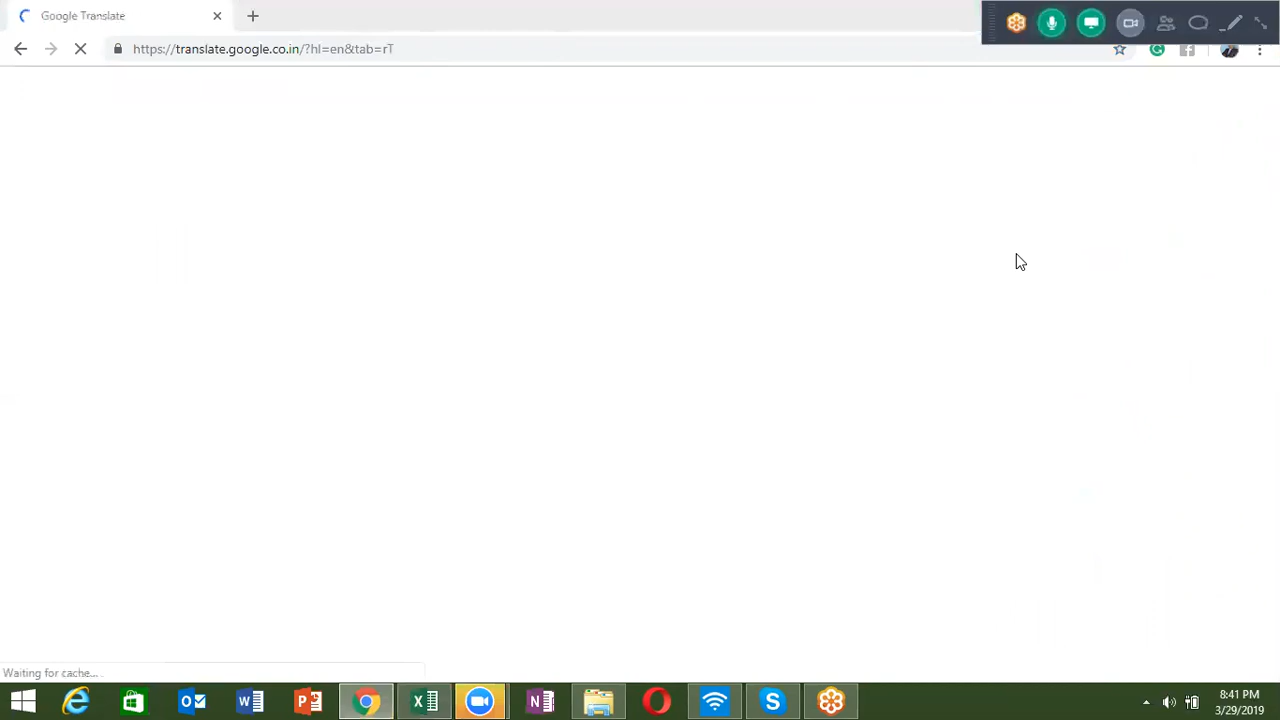 Google Translate
https://translate.google.co.in/?hl=en&tab=rT
Waiting for cache...
8:41 PM
3/29/2019